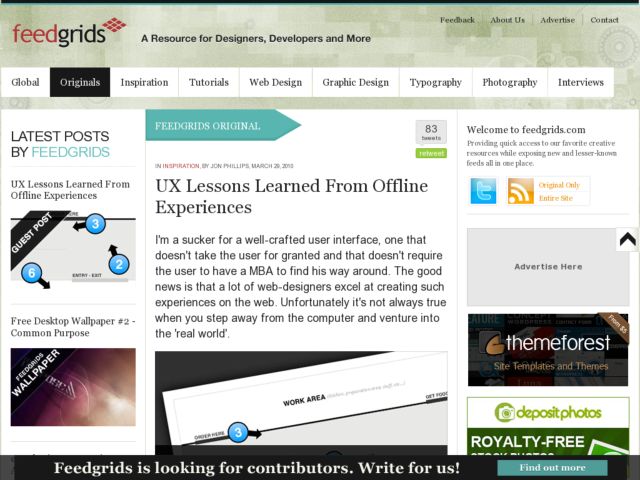 Feedback
About Us
Advertise
Contact
feedgrids
A Resource for Designers, Developers and More
Global
Originals
Inspiration
Tutorials
Web Design
Graphic Design
Typography
Photography
Interviews
LATEST POSTS
BY FEEDGRIDS
UX Lessons Learned From
Offline Experiences
GUEST POST
HERE
3
2
6
ENTRY - EXIT
Free Desktop Wallpaper #2 -
Common Purpose
FEEDGRIDS
WALLPAPER
FEEDGRIDS ORIGINAL
83
tweets
retweet
IN INSPIRATION, BY JON PHILLIPS, MARCH 29, 2010
UX Lessons Learned From Offline
Experiences
I'm a sucker for a well-crafted user interface, one that
doesn't take the user for granted and that doesn't require
the user to have a MBA to find his way around. The good
news is that a lot of web-designers excel at creating such
experiences on the web. Unfortunately it's not always true
when you step away from the computer and venture into
the 'real world'.
WORK AREA
ORDER HERE
3
GET FOOD
Welcome to feedgrids.com
Providing quick access to our favorite creative
resources while exposing new and lesser-known
feeds all in one place.
Original Only
Entire Site
Advertise Here
From $5
themeforest
Site Templates and Themes
depositphotos
ROYALTY-FREE
STOCK PHOTOS
Feedgrids is looking for contributors. Write for us!
Find out more